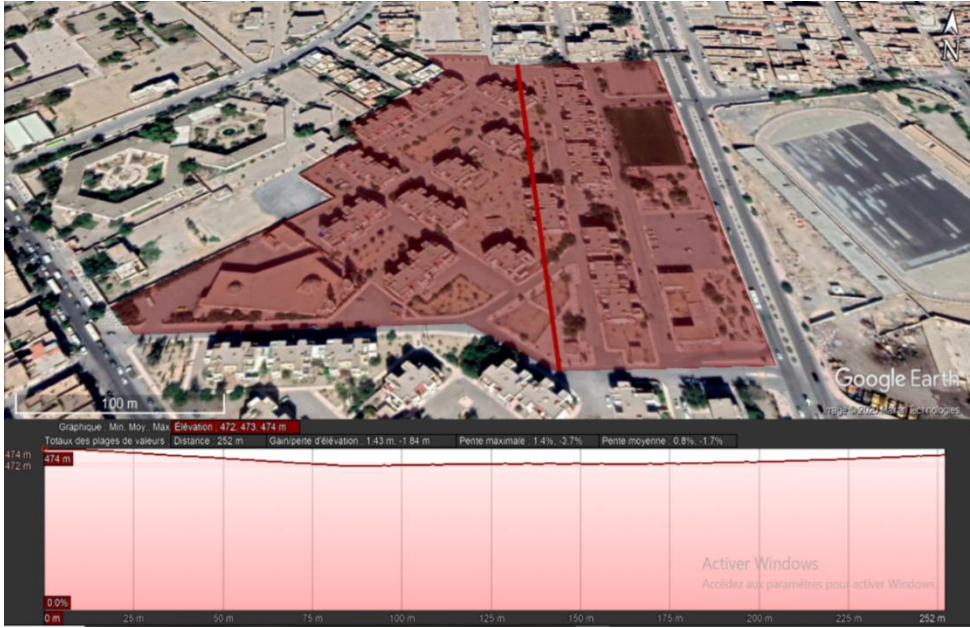 N
100 m
Google Earth
Image © 2020 Maxar Technologies
Graphique : Min. Moy.. Max Élévation : 472, 473, 474 m
Totaux des plages de valeurs Distance : 252 m Gain/perte d'élévation : 1.43 m, -1.84 m Pente maximale : 1.4%, -3.7% Pente moyenne : 0.8%, -1.7%
474 m
472 m
474 m
Activer Windows
Accédez aux paramètres pour activer Windows.
0.0%
0 m 25 m 50 m 75 m 100 m 125 m 150 m 175 m 200 m 225 m 252 m